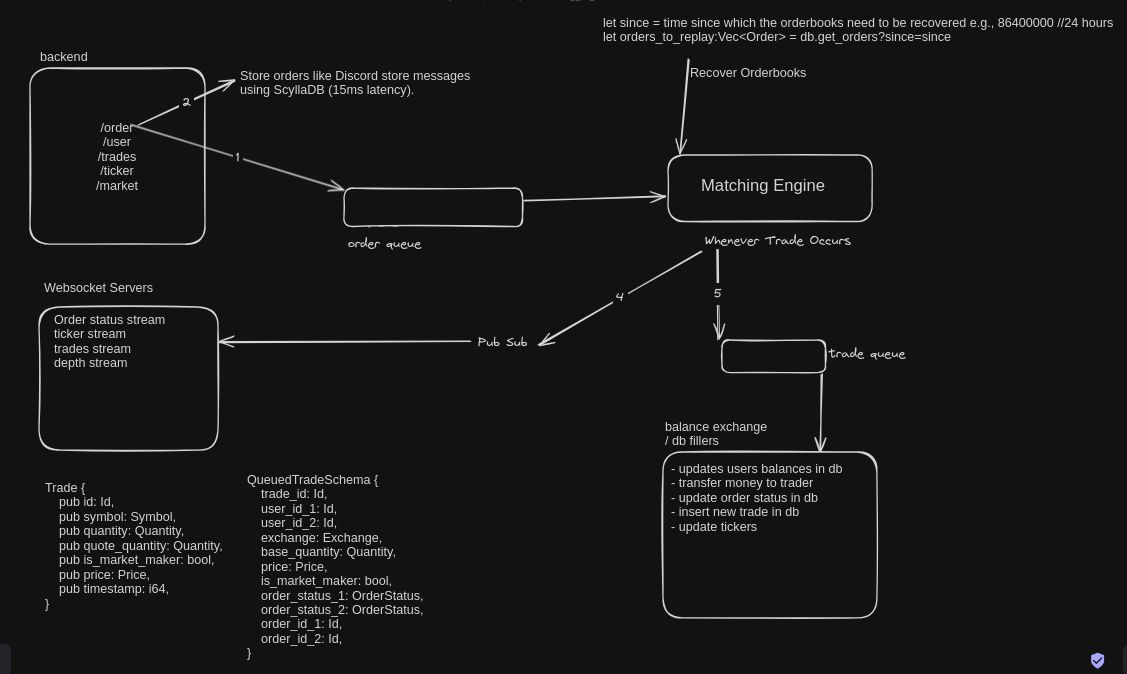 let since = time since which the orderbooks need to be recovered e.g., 86400000 //24 hours
let orders_to_replay:Vec<Order> = db.get_orders?since=since
backend
Store orders like Discord store messages
using ScyllaDB (15ms latency).
Recover Orderbooks
2
/order
/user
/trades
/ticker
/market
1
Matching Engine
order queue
Whenever Trade Occurs
Websocket Servers
4
5
Order status stream
ticker stream
trades stream
depth stream
Pub Sub
trade queue
balance exchange
/ db fillers
- updates users balances in db
- transfer money to trader
- update order status in db
- insert new trade in db
- update tickers
Trade {
pub id: Id,
pub symbol: Symbol,
pub quantity: Quantity,
pub quote_quantity: Quantity,
pub is_market_maker: bool,
pub price: Price,
pub timestamp: i64,
}
QueuedTradeSchema {
trade_id: Id,
user_id_1: Id,
user_id_2: Id,
exchange: Exchange,
base_quantity: Quantity,
price: Price,
is_market_maker: bool,
order_status_1: OrderStatus,
order_status_2: OrderStatus,
order_id_1: Id,
order_id_2: Id,
}